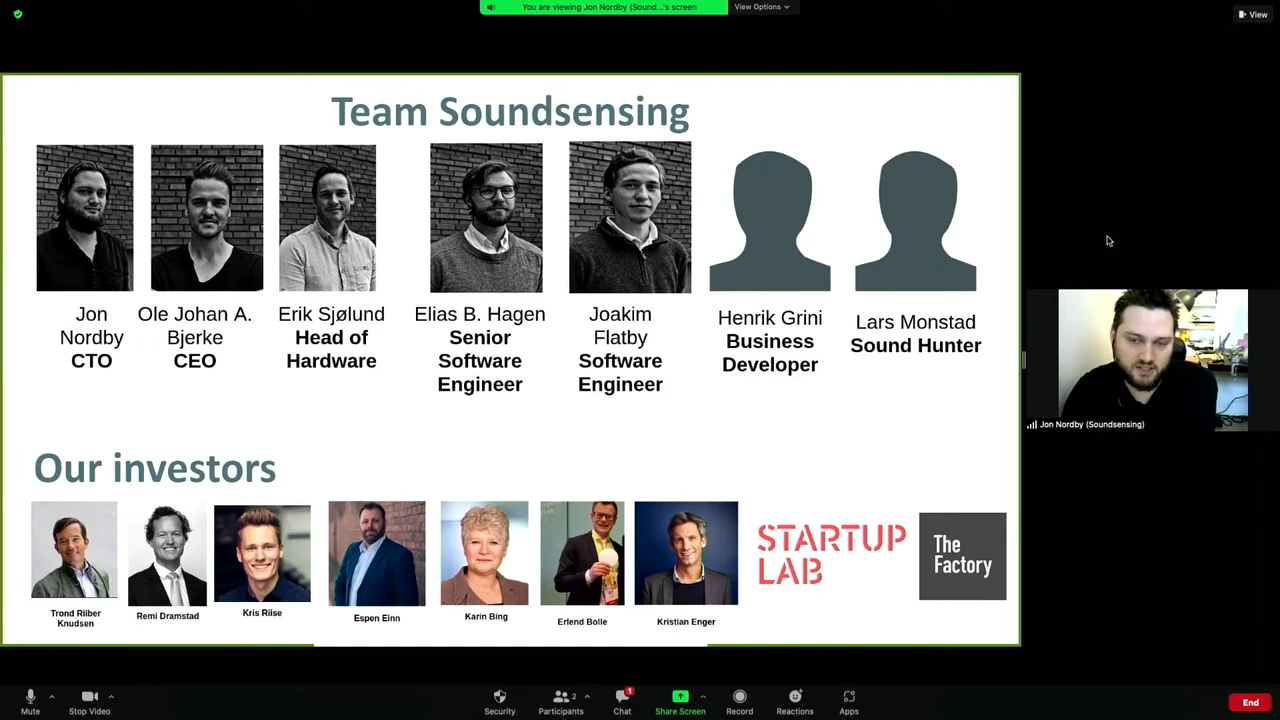 You are viewing Jon Nordby (Sound...'s screen
View Options
View
Team Soundsensing
Jon
Nordby
CTO
Ole Johan A.
Bjerke
CEO
Erik Sjølund
Head of
Hardware
Elias B. Hagen
Senior
Software
Engineer
Joakim
Flatby
Software
Engineer
Henrik Grini
Business
Developer
Lars Monstad
Sound Hunter
Jon Nordby (Soundsensing)
Our investors
Trond Riiber
Knudsen
Remi Dramstad
Kris Riise
Espen Einn
Karin Bing
Erlend Bolle
Kristian Enger
STARTUP
LAB
The
Factory
Mute
Stop Video
Security
Participants
2
Chat
1
Share Screen
Record
Reactions
Apps
End